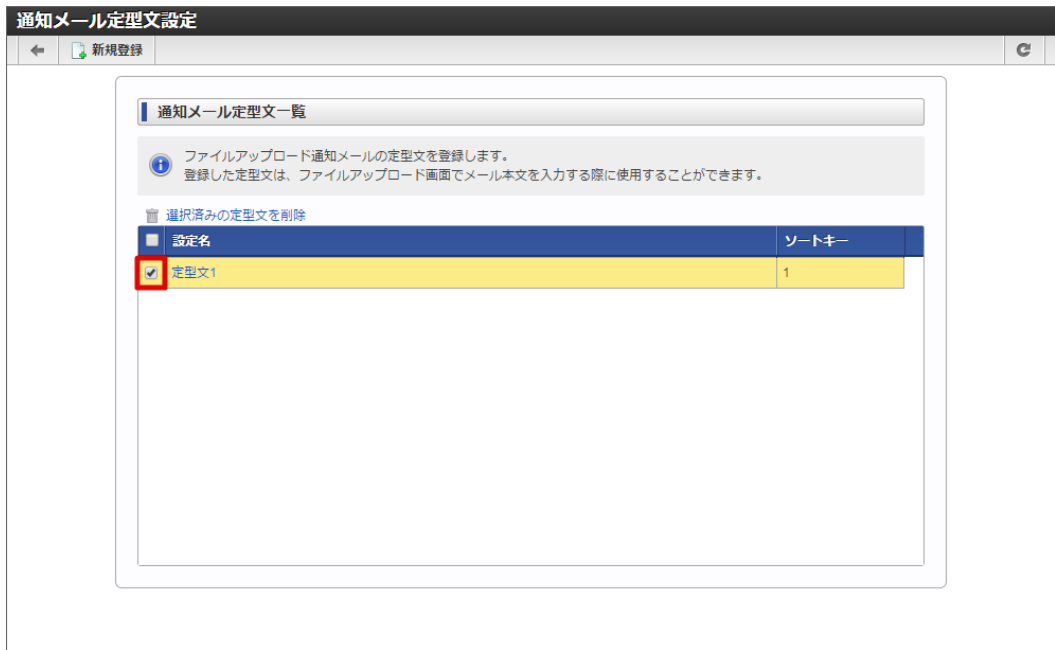 通知メール定型文設定
新規登録
通知メール定型文一覧
ファイルアップロード通知メールの定型文を登録します。
登録した定型文は、ファイルアップロード画面でメール本文を入力する際に使用することができます。
選択済みの定型文を削除
設定名 ソートキー
定型文1 1